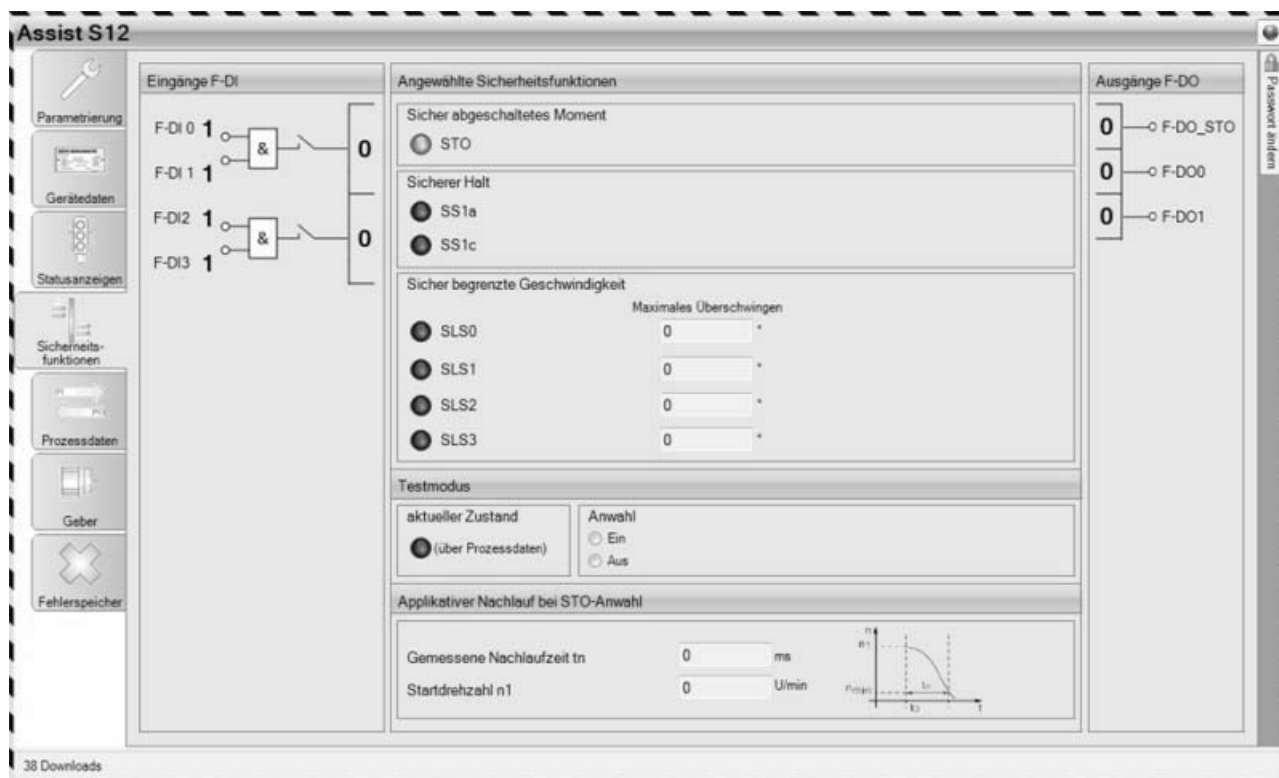 Assist S12
Passwort ändern
Parametrierung
Gerätedaten
Statusanzeigen
Sicherheits-
funktionen
Prozessdaten
Geber
Fehlerspeicher
Eingänge F-DI
F-DI 0 1
&
0
F-DI 1 1
F-DI2 1
&
0
F-DI3 1
Angewählte Sicherheitsfunktionen
Sicher abgeschaltetes Moment
STO
Sicherer Halt
SS1a
SS1c
Sicher begrenzte Geschwindigkeit
Maximales Überschwingen
SLS0 0 °
SLS1 0 °
SLS2 0 °
SLS3 0 °
Testmodus
aktueller Zustand
(über Prozessdaten)
Anwahl
Ein
Aus
Applikativer Nachlauf bei STO-Anwahl
Gemessene Nachlaufzeit tn 0 ms
Startdrehzahl n1 0 U/min
n
n1
nmin
tn
t0
t
Ausgänge F-DO
0 F-DO_STO
0 F-DO0
0 F-DO1
38 Downloads